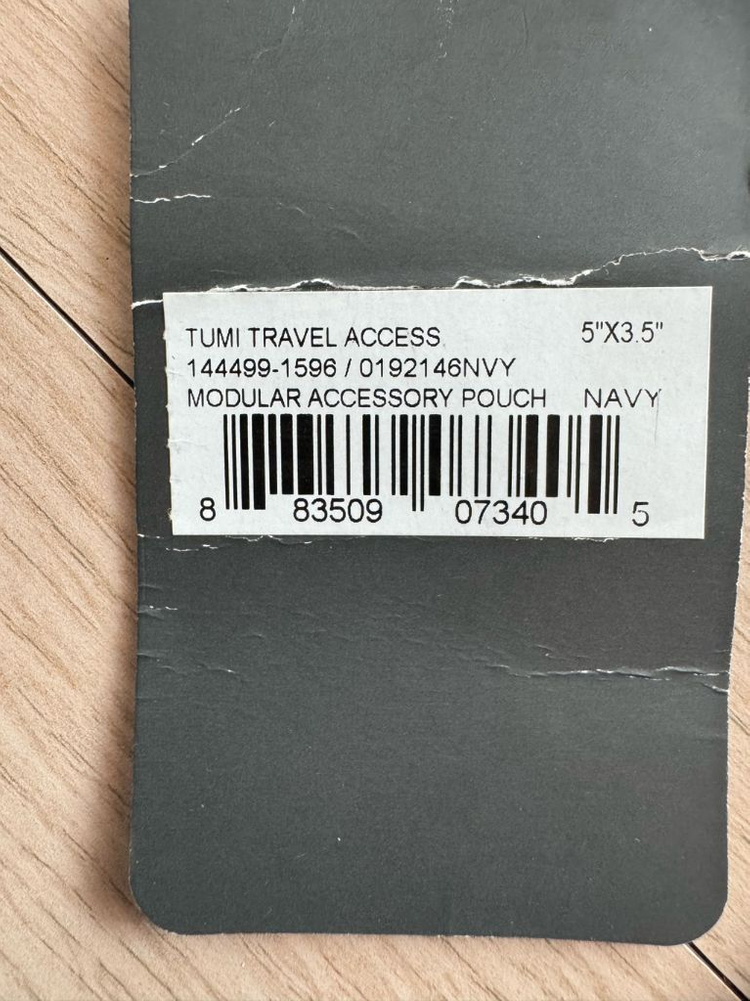 TUMI TRAVEL ACCESS 5"X3.5"
144499-1596 / 0192146NVY
MODULAR ACCESSORY POUCH NAVY
8 83509 07340 5